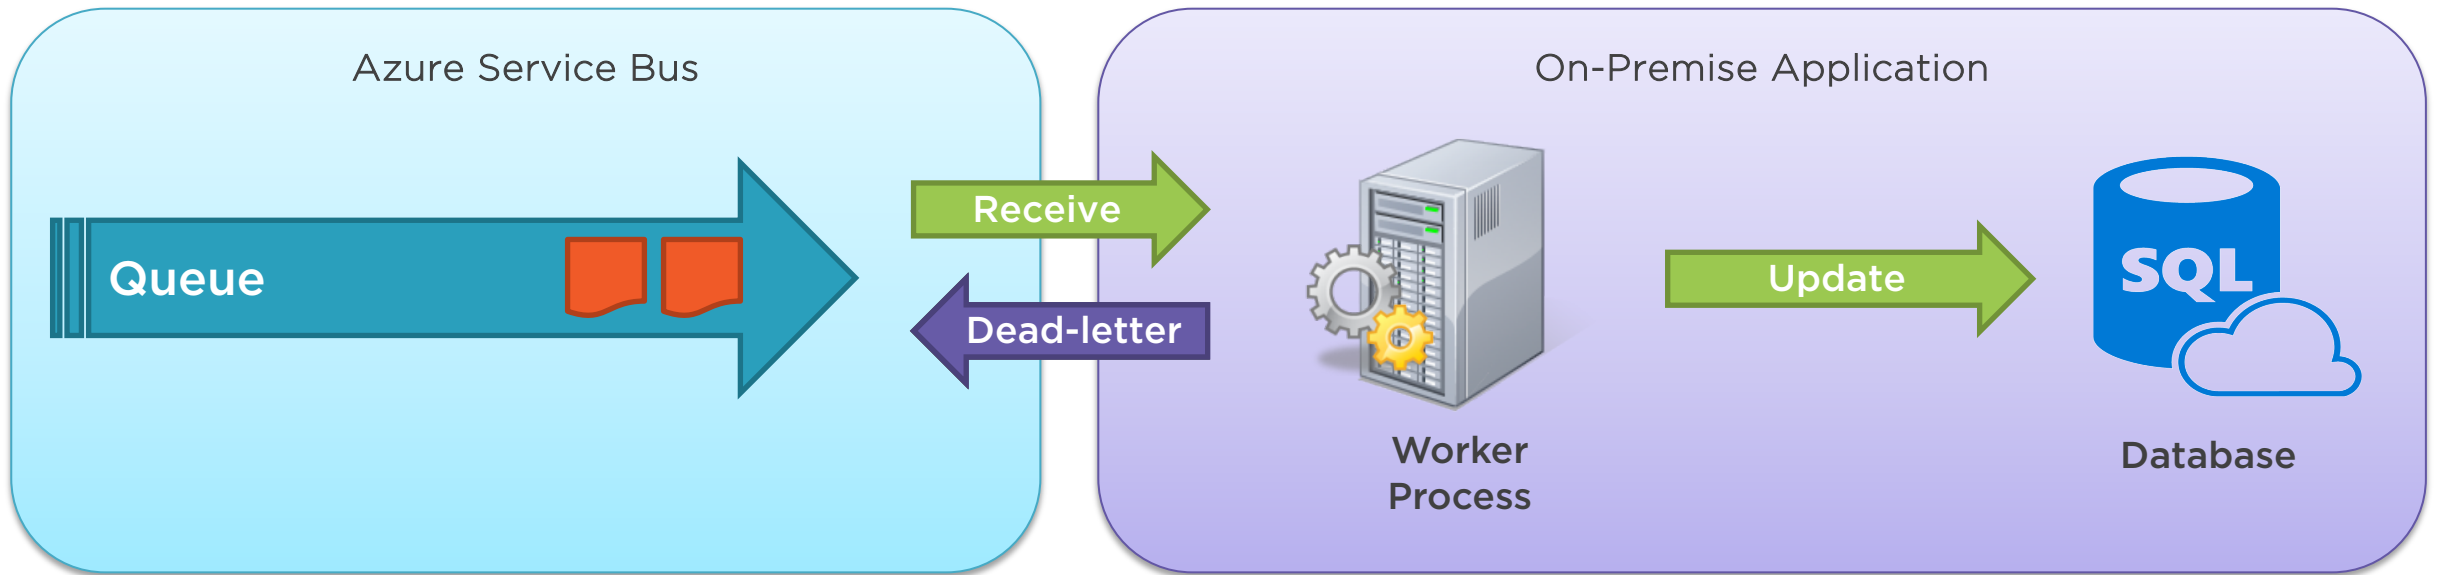 Azure Service Bus
On-Premise Application
Queue
Receive
Dead-letter
Update
SQL
Worker
Process
Database